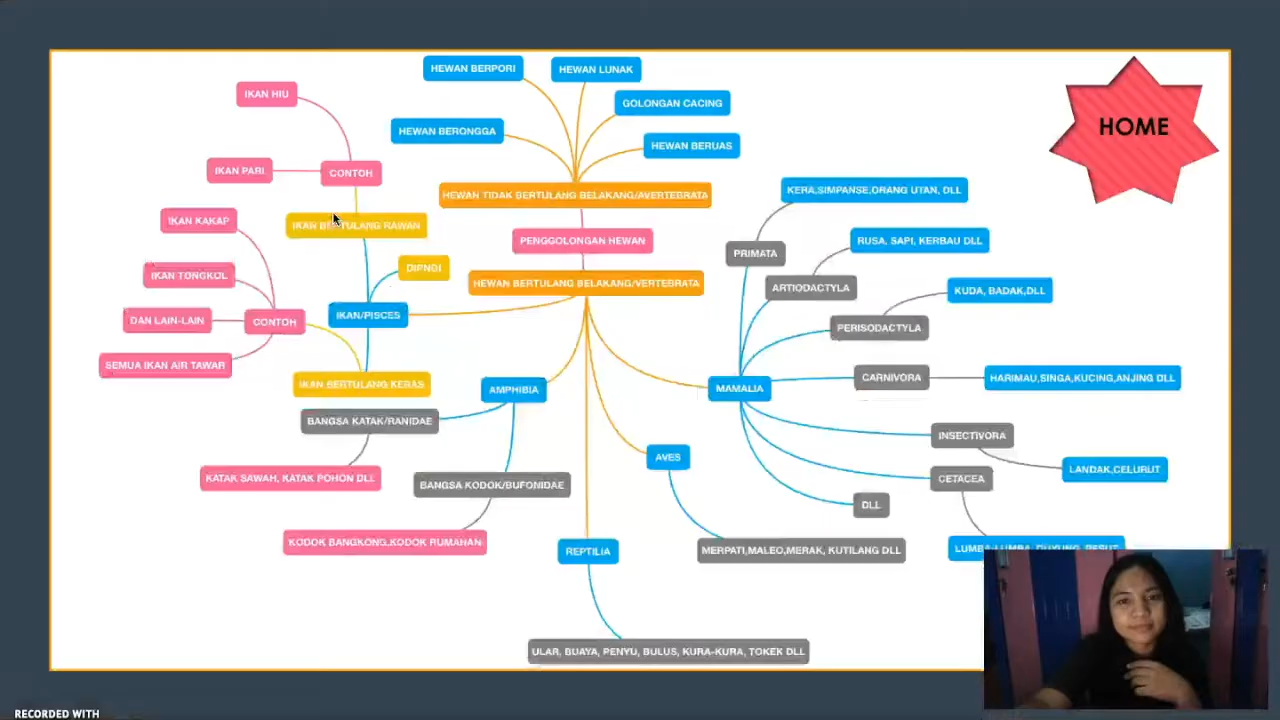 HEWAN BERPORI
HEWAN LUNAK
IKAN HIU
GOLONGAN CACING
HOME
HEWAN BERONGGA
HEWAN BERUAS
IKAN PARI
CONTOH
HEWAN TIDAK BERTULANG BELAKANG/AVERTEBRATA
KERA,SIMPANSE,ORANG UTAN, DLL
IKAN KAKAP
IKAN BERTULANG RAWAN
PENGGOLONGAN HEWAN
RUSA, SAPI, KERBAU DLL
PRIMATA
IKAN TONGKOL
DIPNOI
HEWAN BERTULANG BELAKANG/VERTEBRATA
ARTIODACTYLA
KUDA, BADAK,DLL
DAN LAIN-LAIN
CONTOH
IKAN/PISCES
PERISODACTYLA
SEMUA IKAN AIR TAWAR
IKAN BERTULANG KERAS
AMPHIBIA
MAMALIA
CARNIVORA
HARIMAU,SINGA,KUCING,ANJING DLL
BANGSA KATAK/RANIDAE
INSECTIVORA
AVES
LANDAK,CELURUT
KATAK SAWAH, KATAK POHON DLL
BANGSA KODOK/BUFONIDAE
CETACEA
DLL
KODOK BANGKONG,KODOK RUMAHAN
REPTILIA
MERPATI,MALEO,MERAK, KUTILANG DLL
LUMBA-LUMBA, DUYUNG, PESUT
ULAR, BUAYA, PENYU, BULUS, KURA-KURA, TOKEK DLL
RECORDED WITH